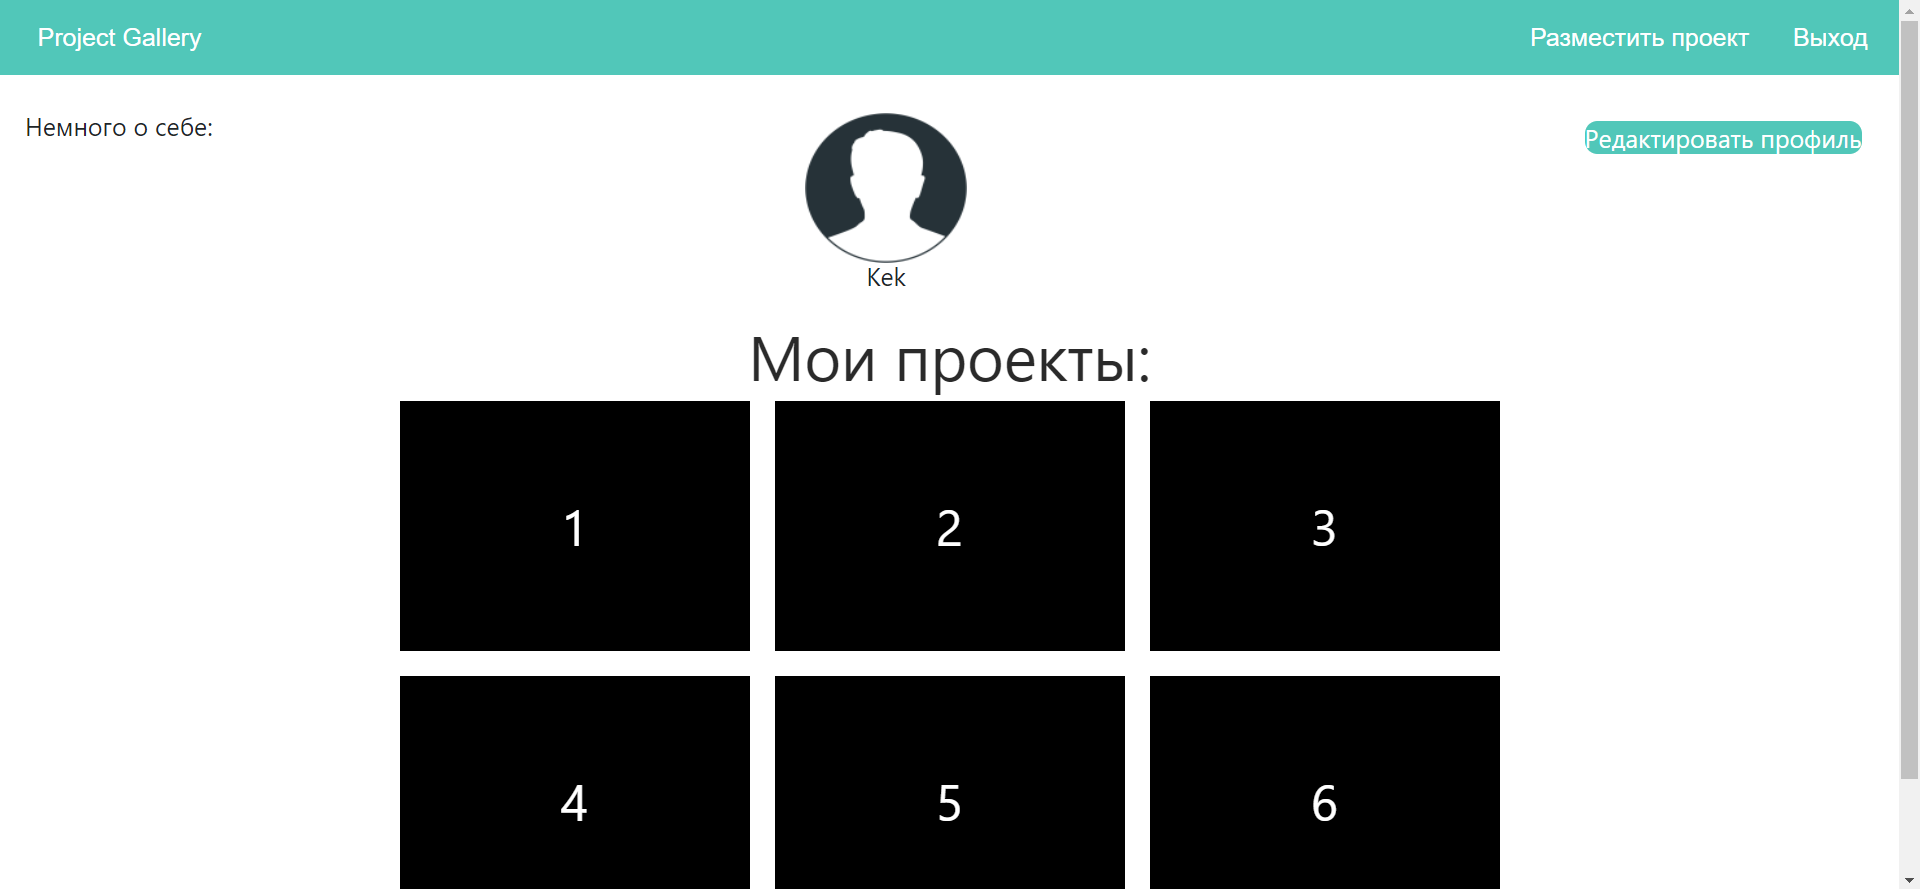 Project Gallery
Разместить проект
Выход
Немного о себе:
Редактировать профиль
Kek
Мои проекты:
1
2
3
4
5
6